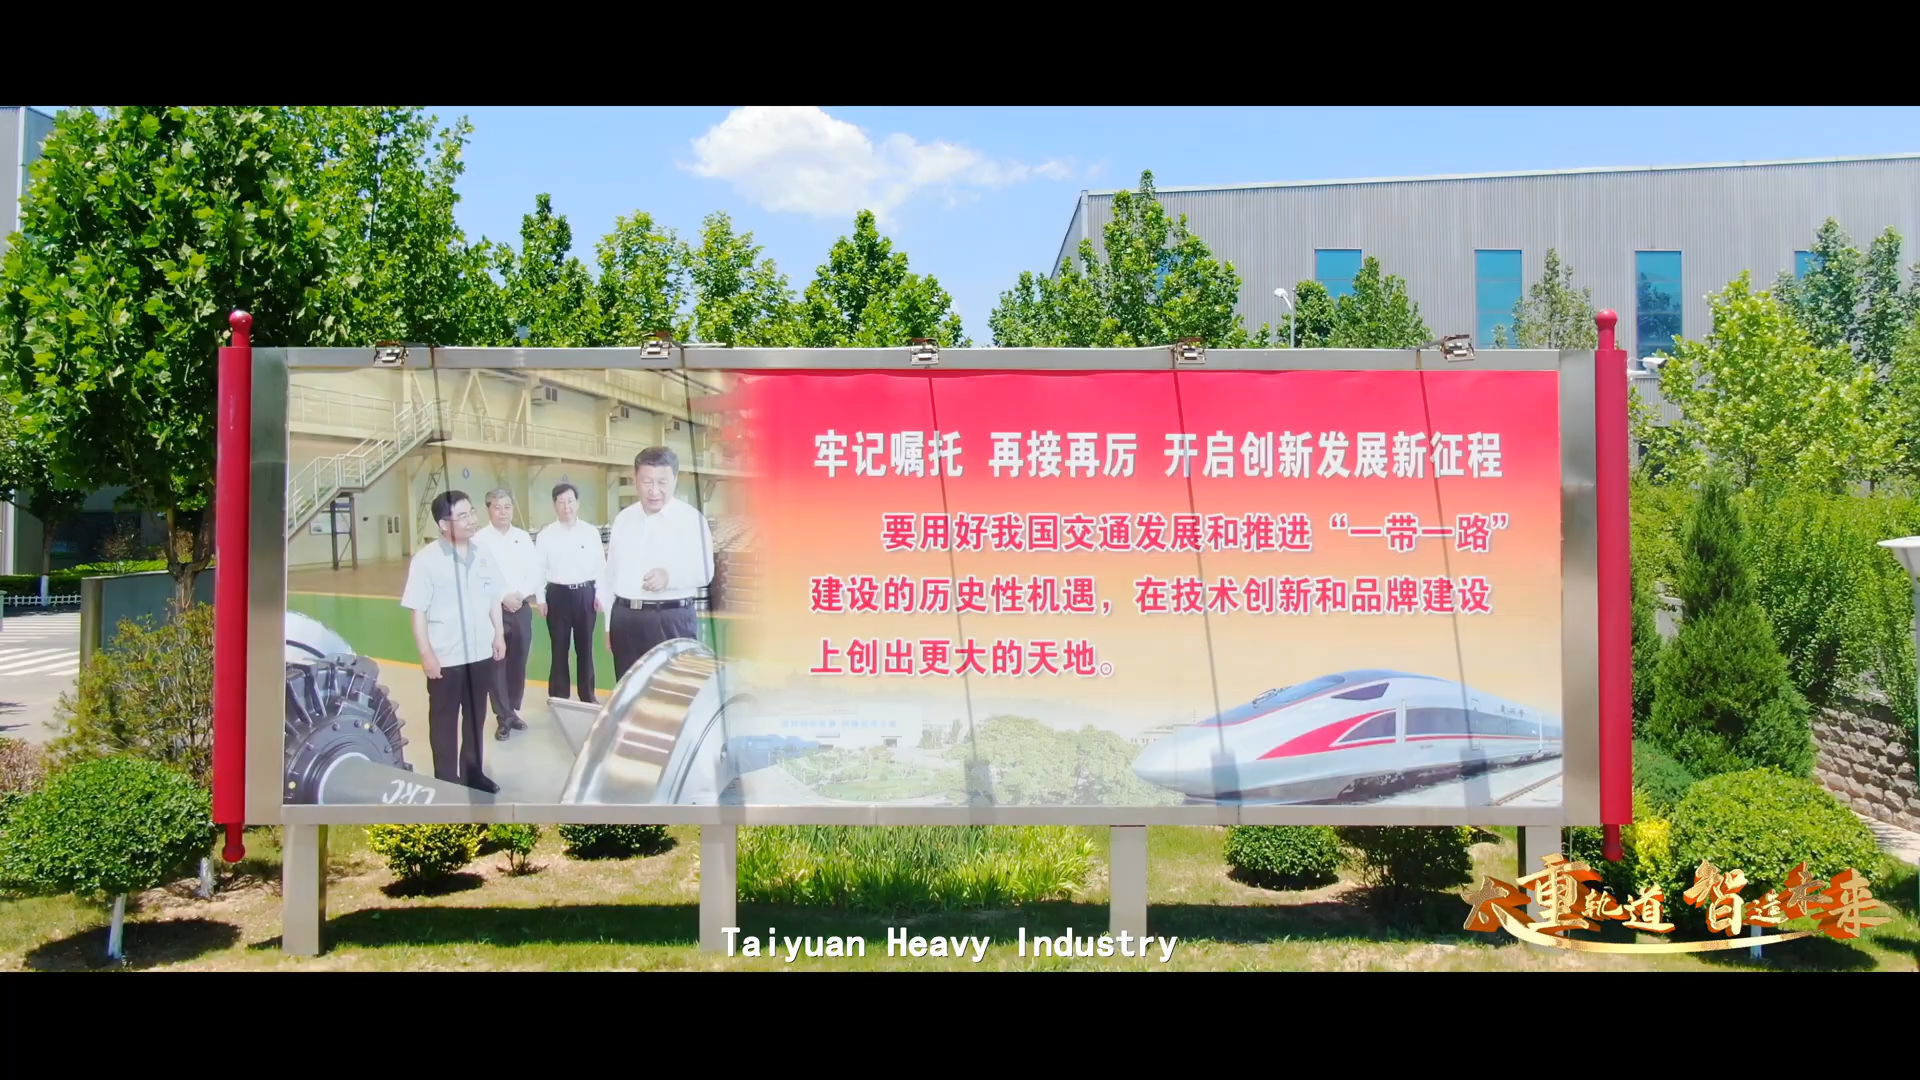 牢记嘱托 再接再厉 开启创新发展新征程
要用好我国交通发展和推进“一带一路”
建设的历史性机遇，在技术创新和品牌建设
上创出更大的天地。
CRC
太重轨道 智造未来
Taiyuan Heavy Industry